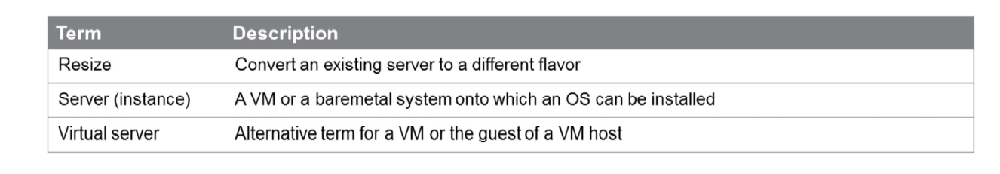 Term Description
Resize Convert an existing server to a different flavor
Server (instance) A VM or a baremetal system onto which an OS can be installed
Virtual server Alternative term for a VM or the guest of a VM host